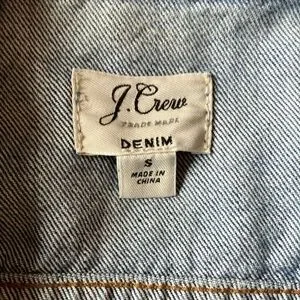 J.Crew
TRADE MARK
DENIM
S
MADE IN
CHINA